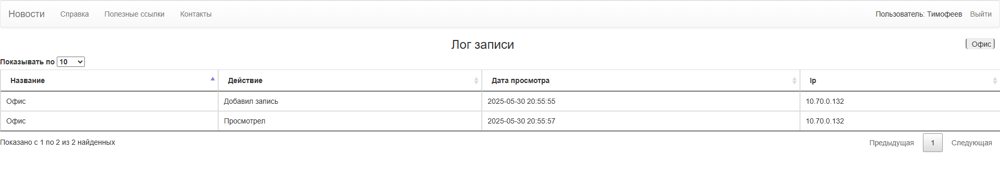 Новости Справка Полезные ссылки Контакты Пользователь: Тимофеев Выйти
Лог записи Офис
Показывать по 10
Название Действие Дата просмотра Ip
Офис Добавил запись 2025-05-30 20:55:55 10.70.0.132
Офис Просмотрел 2025-05-30 20:55:57 10.70.0.132
Показано с 1 по 2 из 2 найденных Предыдущая 1 Следующая